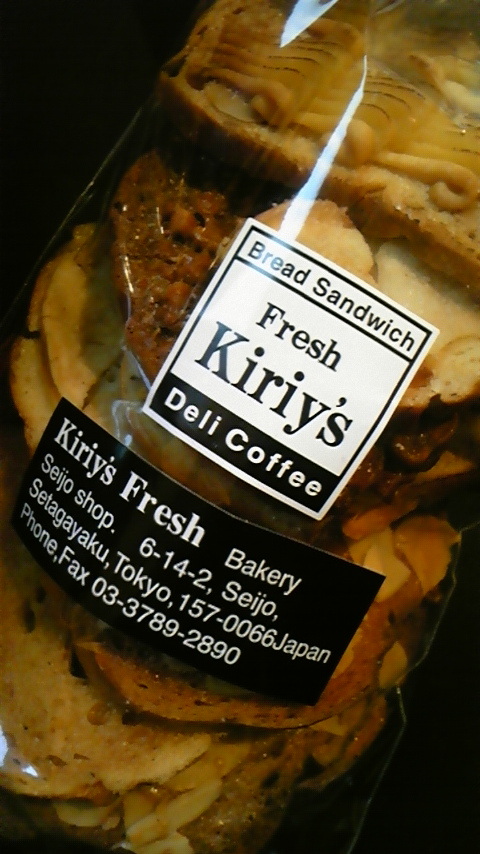 Bread Sandwich
Fresh
Kiriy's
Deli Coffee
Kiriy's Fresh Bakery
Seijo shop. 6-14-2, Seijo,
Setagayaku, Tokyo, 157-0066Japan
Phone,Fax 03-3789-2890